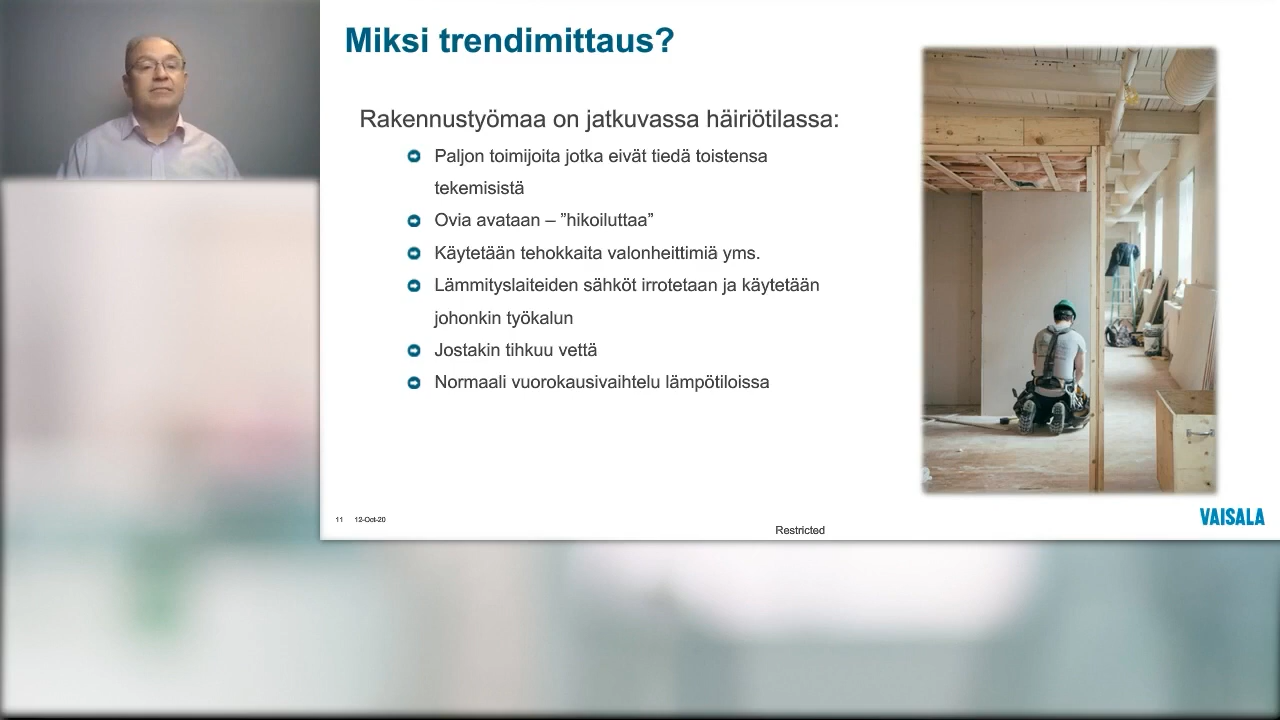 Miksi trendimittaus?
Rakennustyömaa on jatkuvassa häiriötilassa:
Paljon toimijoita jotka eivät tiedä toistensa
tekemisistä
Ovia avataan – ”hikoiluttaa”
Käytetään tehokkaita valonheittimiä yms.
Lämmityslaiteiden sähköt irrotetaan ja käytetään
johonkin työkalun
Jostakin tihkuu vettä
Normaali vuorokausivaihtelu lämpötiloissa
11 12-Oct-20
Restricted
VAISALA